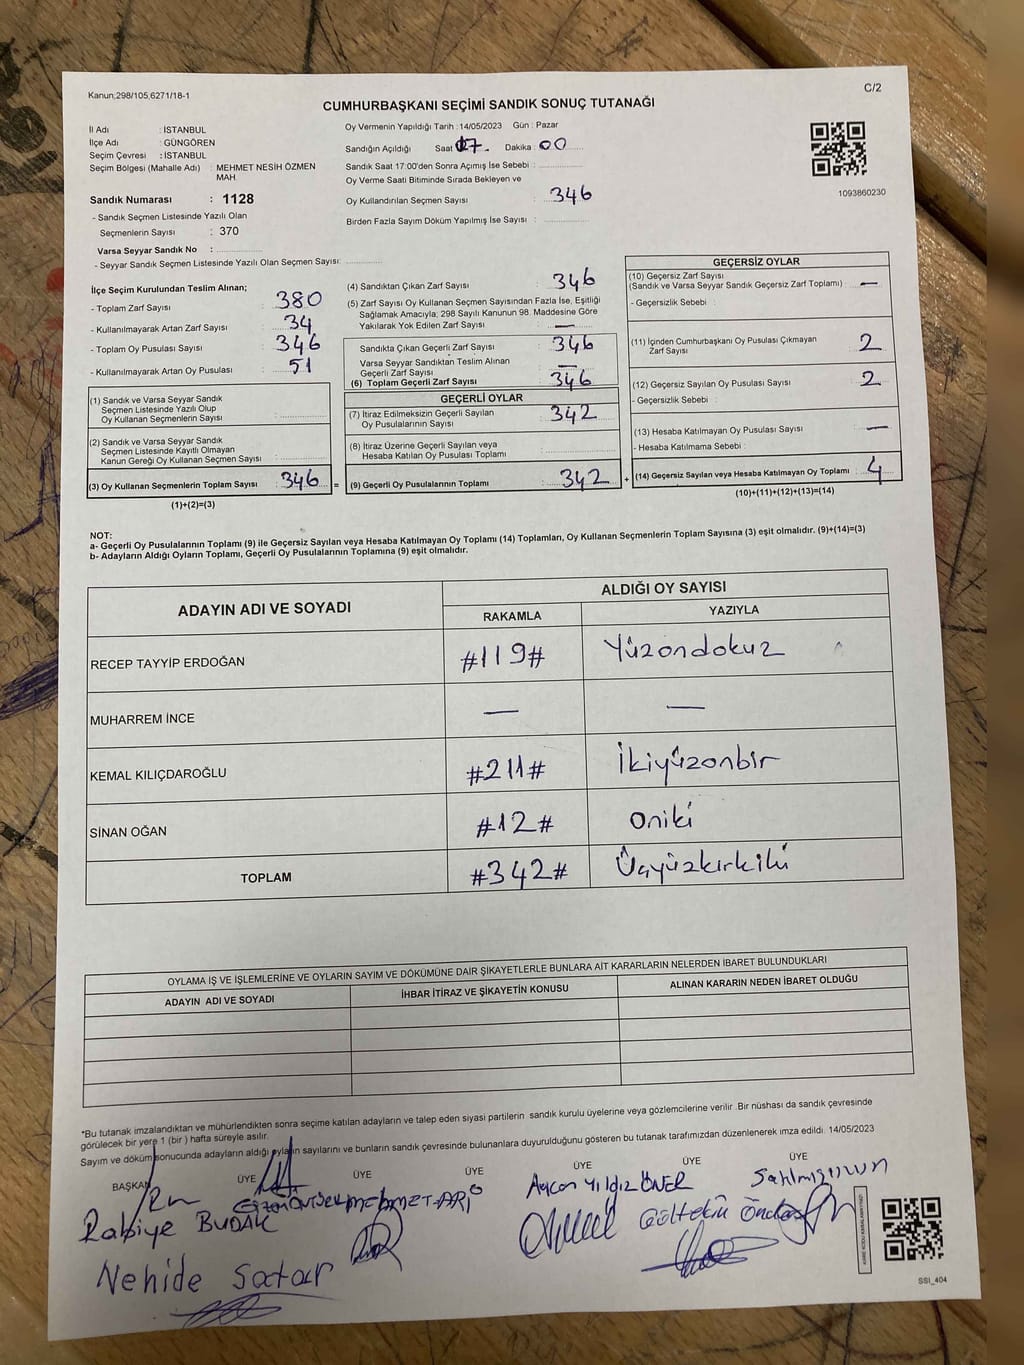 Kanun;298/105,6271/18-1
C/2
CUMHURBAŞKANI SEÇİMİ SANDIK SONUÇ TUTANAĞI
İl Adı : İSTANBUL
İlçe Adı : GÜNGÖREN
Seçim Çevresi : İSTANBUL
Seçim Bölgesi (Mahalle Adı) : MEHMET NESİH ÖZMEN MAH.
Sandık Numarası : 1128
- Sandık Seçmen Listesinde Yazılı Olan
Seçmenlerin Sayısı : 370
Varsa Seyyar Sandık No :
- Seyyar Sandık Seçmen Listesinde Yazılı Olan Seçmen Sayısı:
Oy Vermenin Yapıldığı Tarih : 14/05/2023 Gün : Pazar
Sandığın Açıldığı Saat 17. Dakika : 00
Sandık Saat 17:00'den Sonra Açımış İse Sebebi :
Oy Verme Saati Bitiminde Sırada Bekleyen ve
Oy Kullandırılan Seçmen Sayısı : 346
Birden Fazla Sayım Döküm Yapılmış İse Sayısı :
1093860230
İlçe Seçim Kurulundan Teslim Alınan;
- Toplam Zarf Sayısı : 380
- Kullanılmayarak Artan Zarf Sayısı : 34
- Toplam Oy Pusulası Sayısı : 346
- Kullanılmayarak Artan Oy Pusulası : 51
(1) Sandık ve Varsa Seyyar Sandık
Seçmen Listesinde Yazılı Olup
Oy Kullanan Seçmenlerin Sayısı :
(2) Sandık ve Varsa Seyyar Sandık
Seçmen Listesinde Kayıtlı Olmayan
Kanun Gereği Oy Kullanan Seçmen Sayısı :
(3) Oy Kullanan Seçmenlerin Toplam Sayısı : 346 =
(1)+(2)=(3)
(4) Sandıktan Çıkan Zarf Sayısı : 346
(5) Zarf Sayısı Oy Kullanan Seçmen Sayısından Fazla İse, Eşitliği
Sağlamak Amacıyla; 298 Sayılı Kanunun 98. Maddesine Göre
Yakılarak Yok Edilen Zarf Sayısı : —
Sandıkta Çıkan Geçerli Zarf Sayısı : 346
Varsa Seyyar Sandıktan Teslim Alınan
Geçerli Zarf Sayısı : —
(6) Toplam Geçerli Zarf Sayısı : 346
GEÇERLİ OYLAR
(7) İtiraz Edilmeksizin Geçerli Sayılan
Oy Pusulalarının Sayısı : 342
(8) İtiraz Üzerine Geçerli Sayılan veya
Hesaba Katılan Oy Pusulası Toplamı :
(9) Geçerli Oy Pusulalarının Toplamı : 342 +
GEÇERSİZ OYLAR
(10) Geçersiz Zarf Sayısı
(Sandık ve Varsa Seyyar Sandık Geçersiz Zarf Toplamı) : —
- Geçersizlik Sebebi :
(11) İçinden Cumhurbaşkanı Oy Pusulası Çıkmayan
Zarf Sayısı : 2
(12) Geçersiz Sayılan Oy Pusulası Sayısı : 2
- Geçersizlik Sebebi :
(13) Hesaba Katılmayan Oy Pusulası Sayısı : —
- Hesaba Katılmama Sebebi :
(14) Geçersiz Sayılan veya Hesaba Katılmayan Oy Toplamı : 4
(10)+(11)+(12)+(13)=(14)
NOT:
a- Geçerli Oy Pusulalarının Toplamı (9) ile Geçersiz Sayılan veya Hesaba Katılmayan Oy Toplamı (14) Toplamları, Oy Kullanan Seçmenlerin Toplam Sayısına (3) eşit olmalıdır. (9)+(14)=(3)
b- Adayların Aldığı Oyların Toplamı, Geçerli Oy Pusulalarının Toplamına (9) eşit olmalıdır.
ADAYIN ADI VE SOYADI
ALDIĞI OY SAYISI
RAKAMLA YAZIYLA
RECEP TAYYİP ERDOĞAN #119# Yüzondokuz
MUHARREM İNCE — —
KEMAL KILIÇDAROĞLU #211# İkiyüzonbir
SİNAN OĞAN #12# Oniki
TOPLAM #342# Üçyüzkırkiki
OYLAMA İŞ VE İŞLEMLERİNE VE OYLARIN SAYIM VE DÖKÜMÜNE DAİR ŞİKAYETLERLE BUNLARA AİT KARARLARIN NELERDEN İBARET BULUNDUKLARI
ADAYIN ADI VE SOYADI İHBAR İTİRAZ VE ŞİKAYETİN KONUSU ALINAN KARARIN NEDEN İBARET OLDUĞU
*Bu tutanak imzalandıktan ve mühürlendikten sonra seçime katılan adayların ve talep eden siyasi partilerin sandık kurulu üyelerine veya gözlemcilerine verilir .Bir nüshası da sandık çevresinde
görülecek bir yere 1 (bir ) hafta süreyle asılır.
Sayım ve döküm sonucunda adayların aldığı oyların sayılarını ve bunların sandık çevresinde bulunanlara duyurulduğunu gösteren bu tutanak tarafımızdan düzenlenerek imza edildi. 14/05/2023
BAŞKAN ÜYE ÜYE ÜYE ÜYE ÜYE ÜYE
Rabiye BUDAK
MEHMET ARI
Aycan Yıldız ÖNER
Gültekin
Nehide Satar
SSI_404